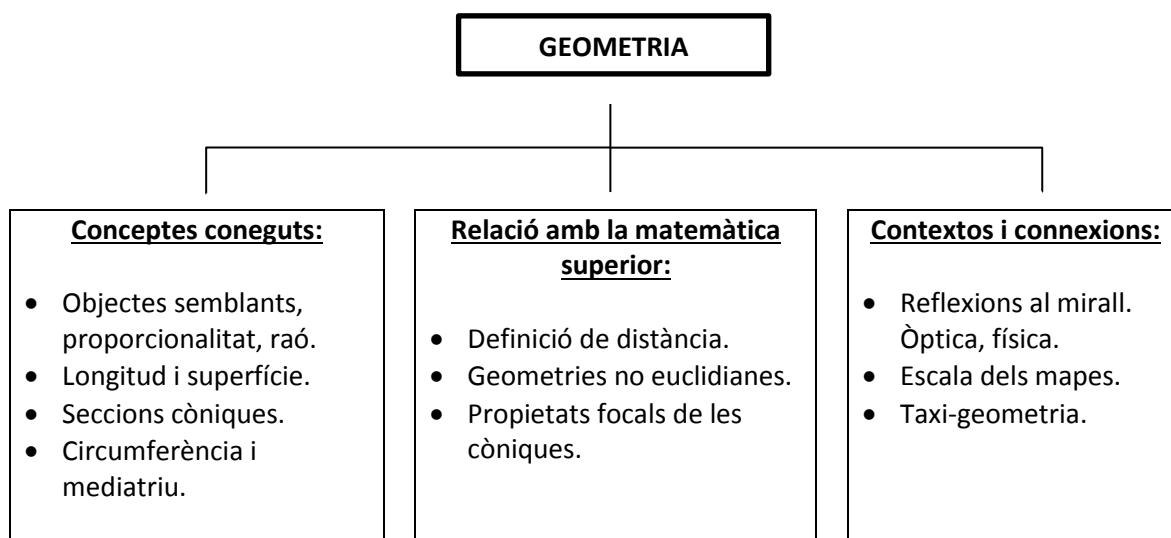 GEOMETRIA
Conceptes coneguts:
• Objectes semblants,
proporcionalitat, raó.
• Longitud i superfície.
• Seccions còniques.
• Circumferència i
mediatriu.
Relació amb la matemàtica
superior:
• Definició de distància.
• Geometries no euclidianes.
• Propietats focals de les
còniques.
Contextos i connexions:
• Reflexions al mirall.
Òptica, física.
• Escala dels mapes.
• Taxi-geometria.